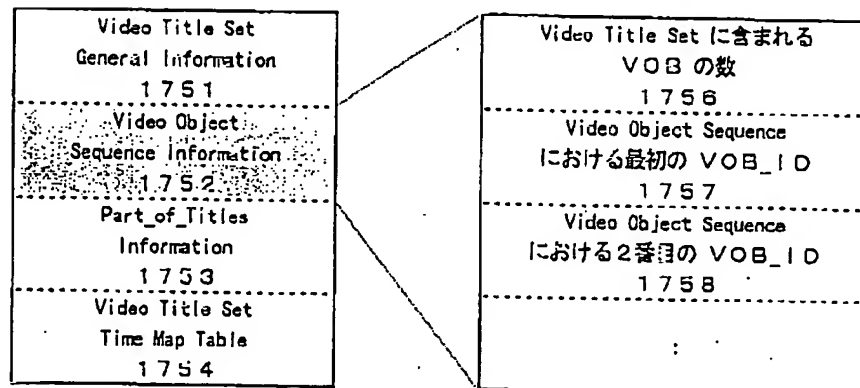 Video Title Set
General Information
1751
Video Object
Sequence Information
1752
Part_of_Titles
Information
1753
Video Title Set
Time Map Table
1754
Video Title Set に含まれる
VOB の数
1756
Video Object Sequence
における最初の VOB_ID
1757
Video Object Sequence
における2番目の VOB_ID
1758
: